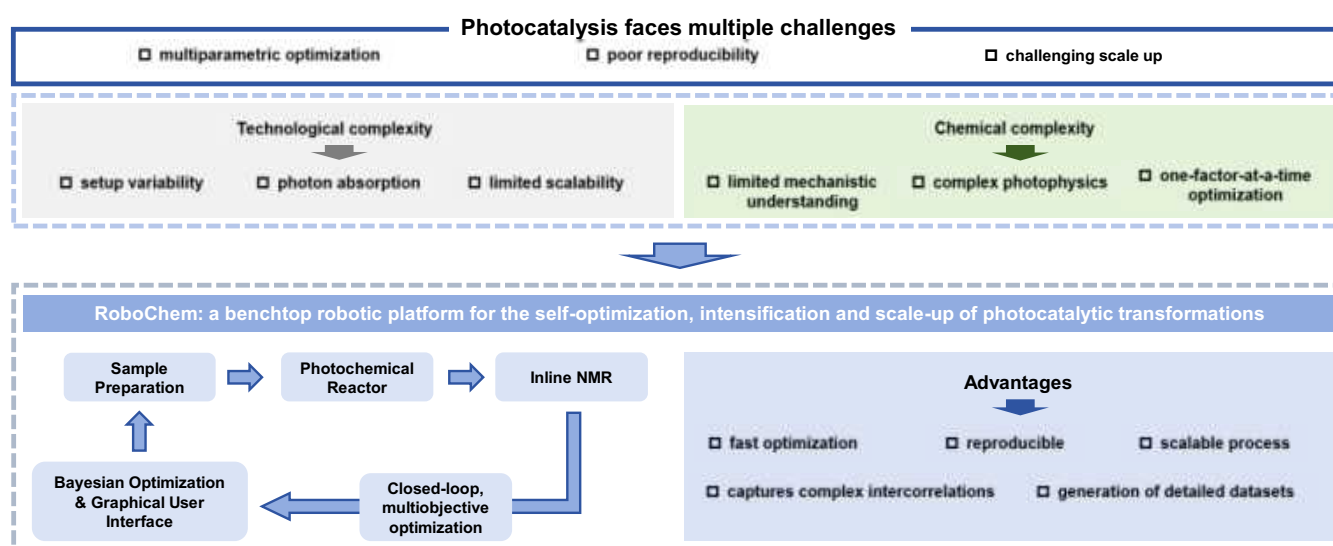 Photocatalysis faces multiple challenges
multiparametric optimization
poor reproducibility
challenging scale up
Technological complexity
setup variability
photon absorption
limited scalability
Chemical complexity
limited mechanistic
understanding
complex photophysics
one-factor-at-a-time
optimization
RoboChem: a benchtop robotic platform for the self-optimization, intensification and scale-up of photocatalytic transformations
Sample
Preparation
Photochemical
Reactor
Inline NMR
Bayesian Optimization
& Graphical User
Interface
Closed-loop,
multiobjective
optimization
Advantages
fast optimization
reproducible
scalable process
captures complex intercorrelations
generation of detailed datasets